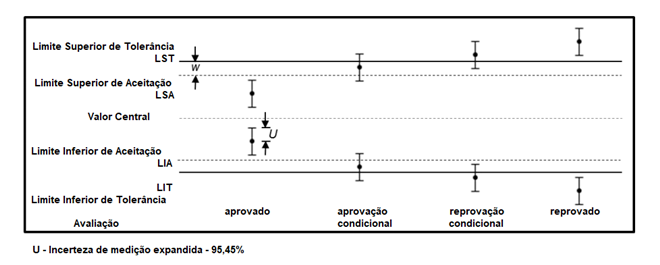 Limite Superior de Tolerância
LST
W
Limite Superior de Aceitação
LSA
Valor Central
U
Limite Inferior de Aceitação
LIA
LIT
Limite Inferior de Tolerância
Avaliação
aprovado
aprovação
condicional
reprovação
condicional
reprovado
U - Incerteza de medição expandida - 95,45%